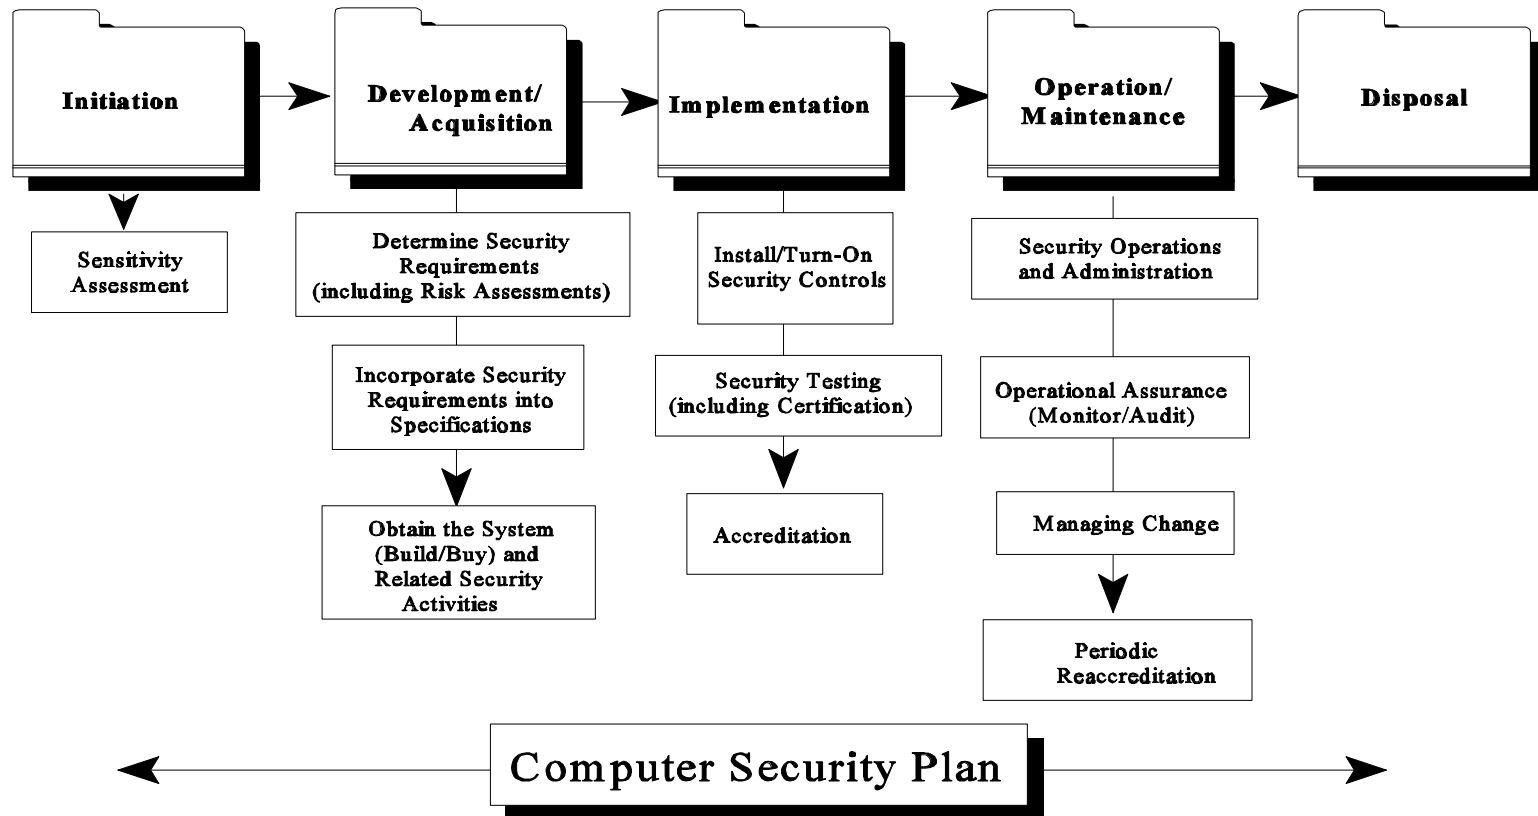 Initiation
Development/
Acquisition
Implementation
Operation/
Maintenance
Disposal
Sensitivity
Assessment
Determine Security
Requirements
(including Risk Assessments)
Incorporate Security
Requirements into
Specifications
Obtain the System
(Build/Buy) and
Related Security
Activities
Install/Turn-On
Security Controls
Security Testing
(including Certification)
Accreditation
Security Operations
and Administration
Operational Assurance
(Monitor/Audit)
Managing Change
Periodic
Reaccreditation
Computer Security Plan